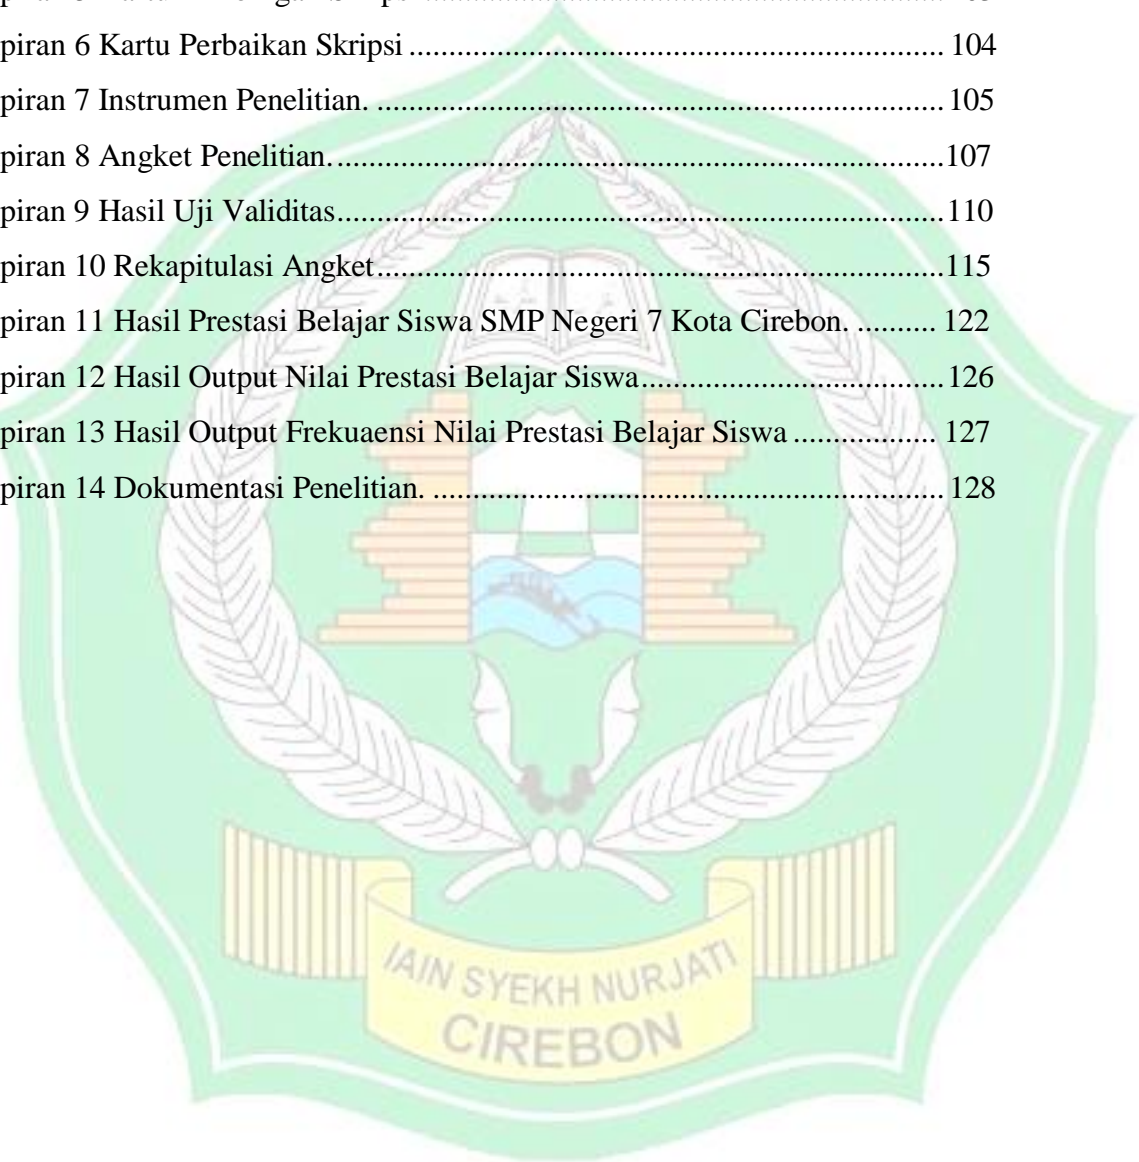 piran 6 Kartu Perbaikan Skripsi ................................................................... 104
piran 7 Instrumen Penelitian. ....................................................................... 105
piran 8 Angket Penelitian.............................................................................107
piran 9 Hasil Uji Validitas............................................................................110
piran 10 Rekapitulasi Angket.......................................................................115
piran 11 Hasil Prestasi Belajar Siswa SMP Negeri 7 Kota Cirebon. .......... 122
piran 12 Hasil Output Nilai Prestasi Belajar Siswa......................................126
piran 13 Hasil Output Frekuaensi Nilai Prestasi Belajar Siswa ................. 127
piran 14 Dokumentasi Penelitian. ................................................................128
IAIN SYEKH NURJATI
CIREBON